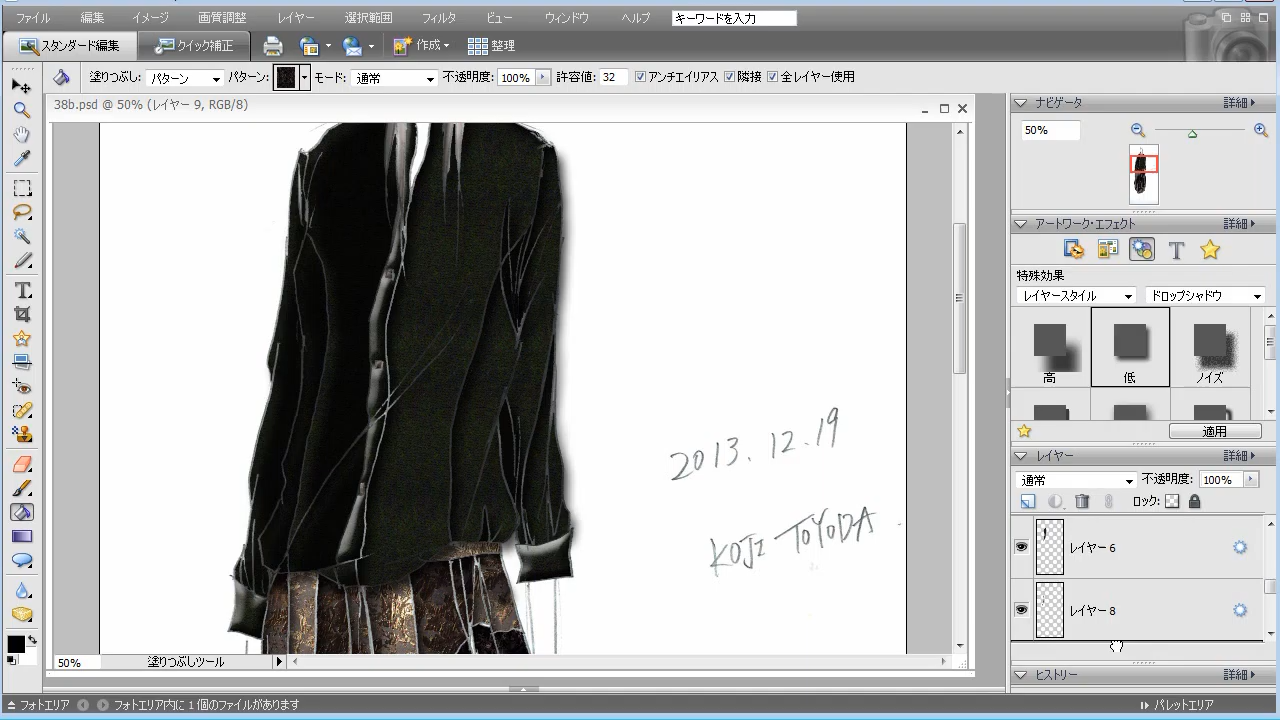 ファイル 編集 イメージ 画質調整 レイヤー 選択範囲 フィルタ ビュー ウィンドウ ヘルプ キーワードを入力
スタンダード編集 クイック補正 作成 整理
塗りつぶし: パターン パターン: モード: 通常 不透明度: 100% 許容値: 32 アンチエイリアス 隣接 全レイヤー使用
38b.psd @ 50% (レイヤー 9, RGB/8)
2013.12.19
KOJI TOYODA
50% 塗りつぶしツール
ナビゲータ 詳細
50%
アートワーク・エフェクト 詳細
特殊効果
レイヤースタイル ドロップシャドウ
高 低 ノイズ
適用
レイヤー 詳細
通常 不透明度: 100%
ロック:
レイヤー 6
レイヤー 8
ヒストリー 詳細
フォトエリア フォトエリア内に 1 個のファイルがあります パレットエリア